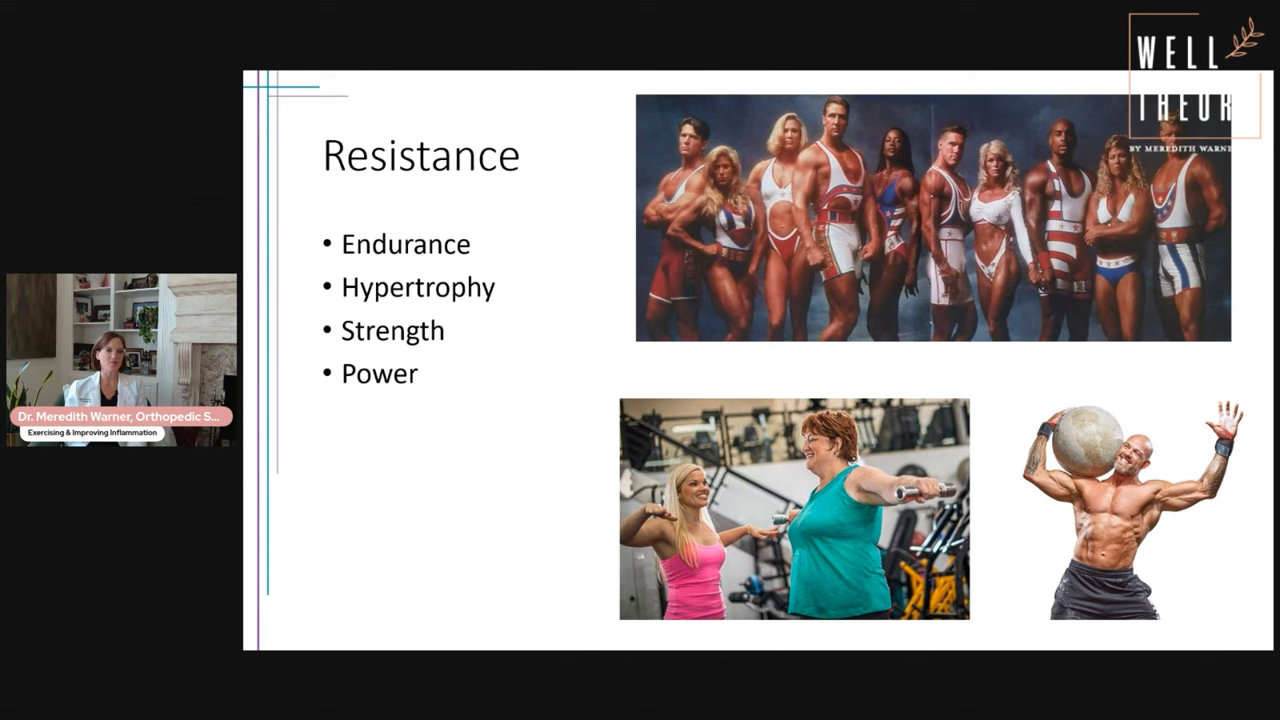 WELL
THEOR
BY MEREDITH WARNE
Resistance
• Endurance
• Hypertrophy
• Strength
• Power
Dr. Meredith Warner, Orthopedic S...
Exercising & Improving Inflammation